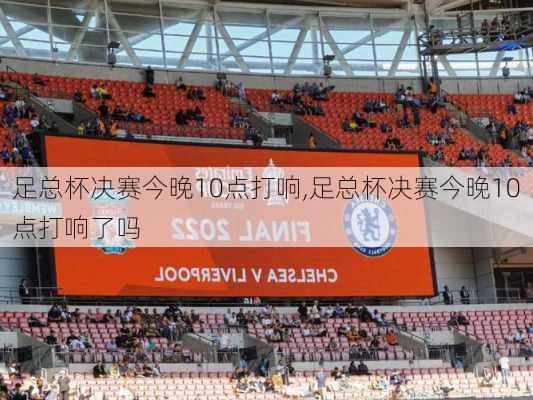 足总杯决赛今晚10点打响,足总杯决赛今晚10
点打响了吗
Emirates
FINAL 2022
CHELSEA V LIVERPOOL